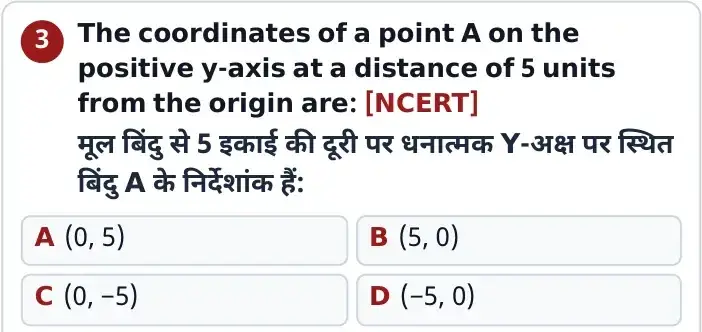 3 The coordinates of a point A on the
positive y-axis at a distance of 5 units
from the origin are: [NCERT]
मूल बिंदु से 5 इकाई की दूरी पर धनात्मक Y-अक्ष पर स्थित
बिंदु A के निर्देशांक हैं:
A (0, 5)
B (5, 0)
C (0, −5)
D (−5, 0)